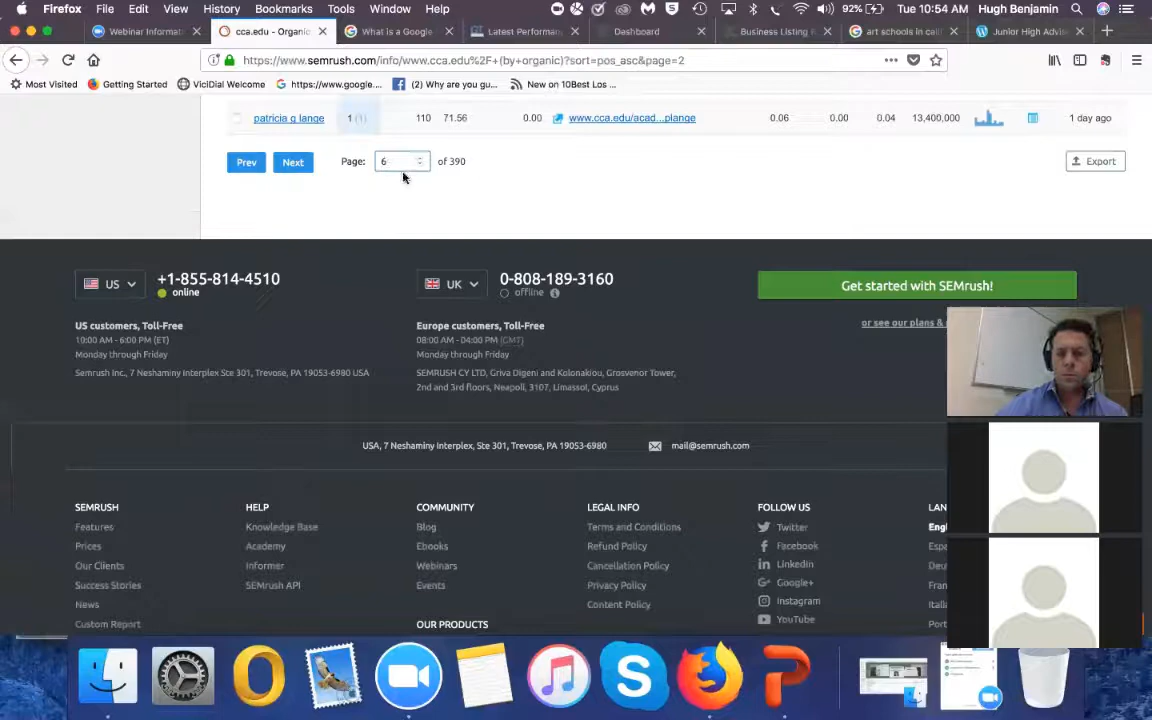 Firefox File Edit View History Bookmarks Tools Window Help 92% Tue 10:54 AM Hugh Benjamin
Webinar Informat cca.edu - Organic What is a Google Latest Performan Dashboard Business Listing R art schools in cali Junior High Advis
https://www.semrush.com/info/www.cca.edu%2F+(by+organic)?sort=pos_asc&page=2
Most Visited Getting Started ViciDial Welcome https://www.google.... (2) Why are you gu... New on 10Best Los ...
patricia g lange 1 (1) 110 71.56 0.00 www.cca.edu/acad...plange 0.06 0.00 0.04 13,400,000 1 day ago
Prev Next Page: 6 of 390 Export
US +1-855-814-4510 UK 0-808-189-3160 Get started with SEMrush!
online offline
or see our plans &
US customers, Toll-Free
10:00 AM - 6:00 PM (ET)
Monday through Friday
Semrush Inc., 7 Neshaminy Interplex Ste 301, Trevose, PA 19053-6980 USA
Europe customers, Toll-Free
08:00 AM - 04:00 PM (GMT)
Monday through Friday
SEMRUSH CY LTD, Griva Digeni and Kolonakiou, Grosvenor Tower,
2nd and 3rd floors, Neapoli, 3107, Limassol, Cyprus
USA, 7 Neshaminy Interplex, Ste 301, Trevose, PA 19053-6980 mail@semrush.com
SEMRUSH
Features
Prices
Our Clients
Success Stories
News
Custom Report
HELP
Knowledge Base
Academy
Informer
SEMrush API
COMMUNITY
Blog
Ebooks
Webinars
Events
OUR PRODUCTS
LEGAL INFO
Terms and Conditions
Refund Policy
Cancellation Policy
Privacy Policy
Content Policy
FOLLOW US
Twitter
Facebook
LinkedIn
Google+
Instagram
YouTube
LAN
Engl
Espa
Deu
Fran
Italia
Port